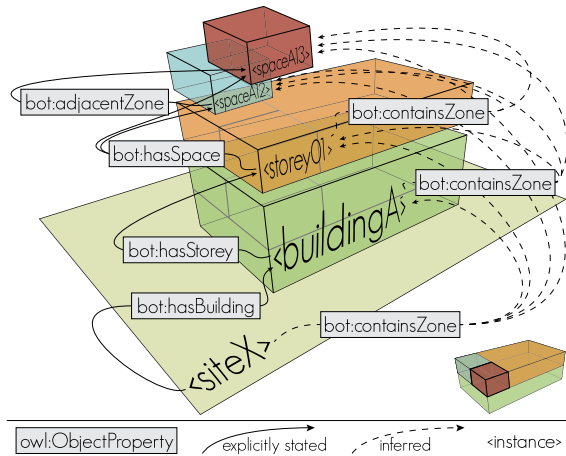 <spaceA13>
bot:adjacentZone
<spaceA12>
bot:containsZone
bot:hasSpace
<storey01>
bot:containsZone
<buildingA>
bot:hasStorey
bot:hasBuilding
bot:containsZone
<siteX>
owl:ObjectProperty
explicitly stated
inferred
<instance>